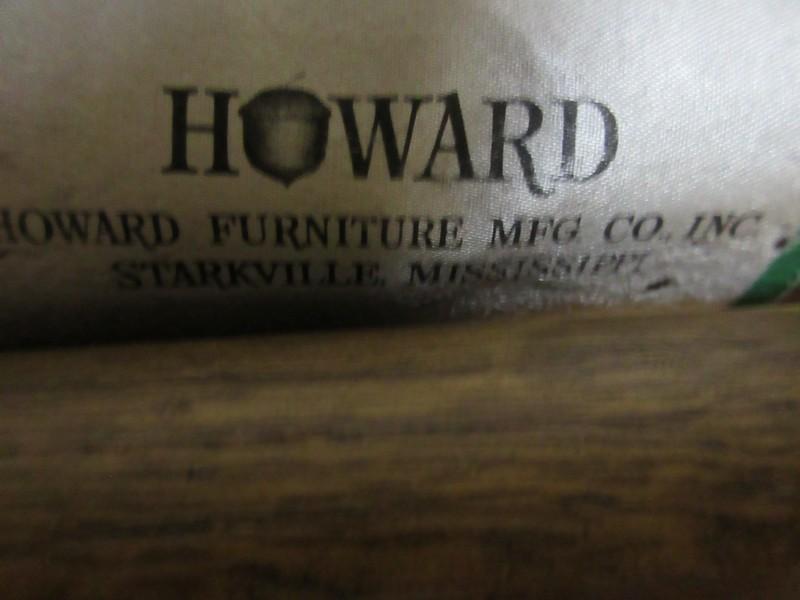 HOWARD
HOWARD FURNITURE MFG. CO., INC.
STARKVILLE, MISSISSIPPI